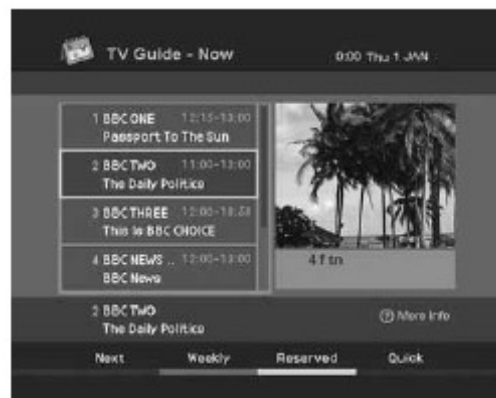 TV Guide - Now
0:00 Thu 1 JAN
1 BBC ONE 12:15-13:00
Passport To The Sun
2 BBC TWO 11:00-13:00
The Daily Politics
3 BBC THREE
This is BBC CHOICE
4 BBC NEWS .. 12:00-13:00
BBC News
2 BBC TWO
The Daily Politics
More Info
Next Weekly Reserved Quick